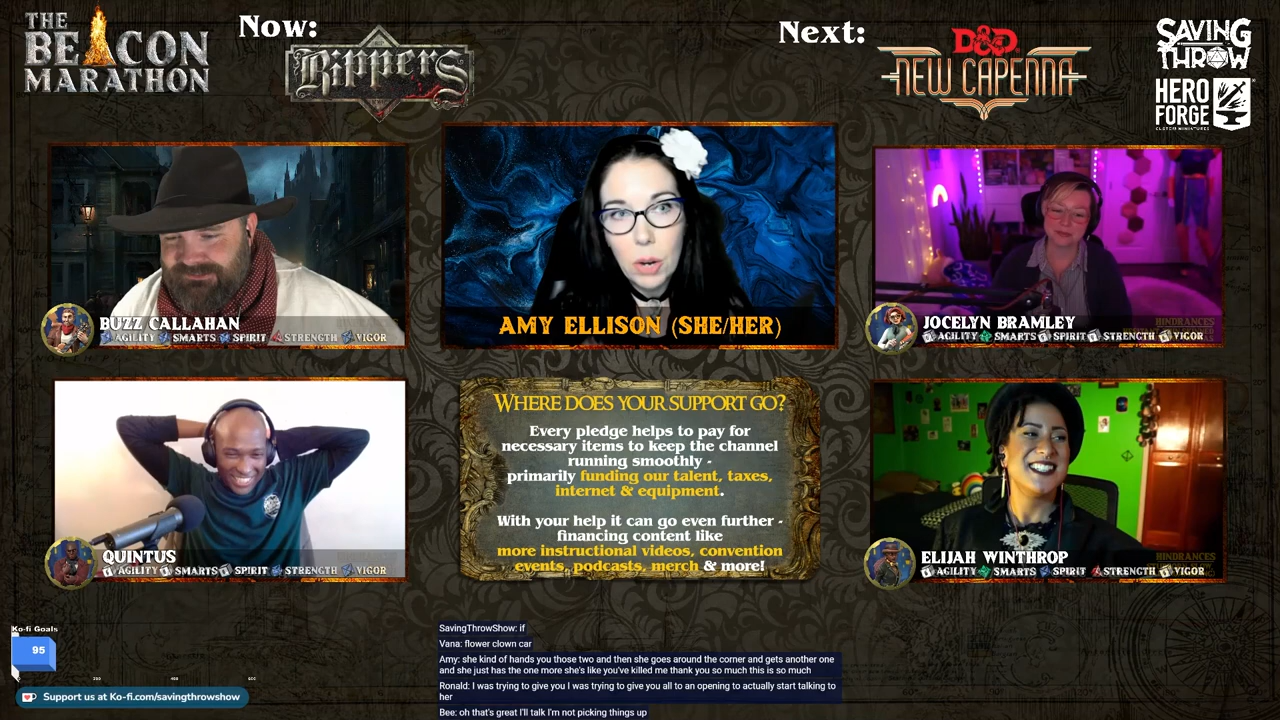 THE BEACON MARATHON
Now:
Rippers
Next:
D&D
NEW CAPENNA
SAVING THROW
HERO FORGE
CUSTOM MINIATURES
BUZZ CALLAHAN
AGILITY SMARTS SPIRIT STRENGTH VIGOR
AMY ELLISON (SHE/HER)
JOCELYN BRAMLEY
HINDRANCES
AGILITY SMARTS SPIRIT STRENGTH VIGOR
QUINTUS
AGILITY SMARTS SPIRIT STRENGTH VIGOR
WHERE DOES YOUR SUPPORT GO?
Every pledge helps to pay for
necessary items to keep the channel
running smoothly -
primarily funding our talent, taxes,
internet & equipment.
With your help it can go even further -
financing content like
more instructional videos, convention
events, podcasts, merch & more!
ELIJAH WINTHROP
HINDRANCES
AGILITY SMARTS SPIRIT STRENGTH VIGOR
Ko-fi Goals
95
Support us at Ko-fi.com/savingthrowshow
SavingThrowShow: if
Vana: flower clown car
Amy: she kind of hands you those two and then she goes around the corner and gets another one
and she just has the one more she's like you've killed me thank you so much this is so much
Ronald: I was trying to give you I was trying to give you all to an opening to actually start talking to
her
Bee: oh that's great I'll talk I'm not picking things up